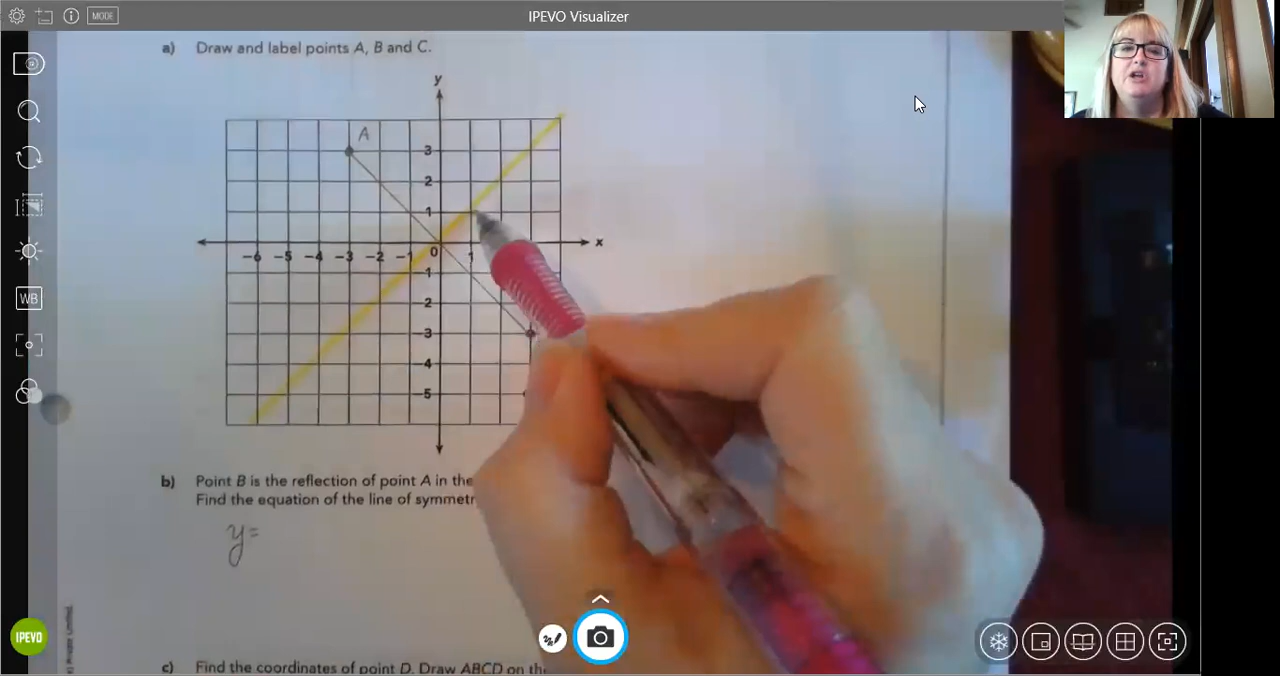 IPEVO Visualizer
MODE
a) Draw and label points A, B and C.
y
A
3
2
1
x
-6 -5 -4 -3 -2 -1 0 1
-1
-2
-3
-4
-5
WB
b) Point B is the reflection of point A in the
Find the equation of the line of symmetr
y=
IPEVO
c) Find the coordinates of point D. Draw ABCD on th